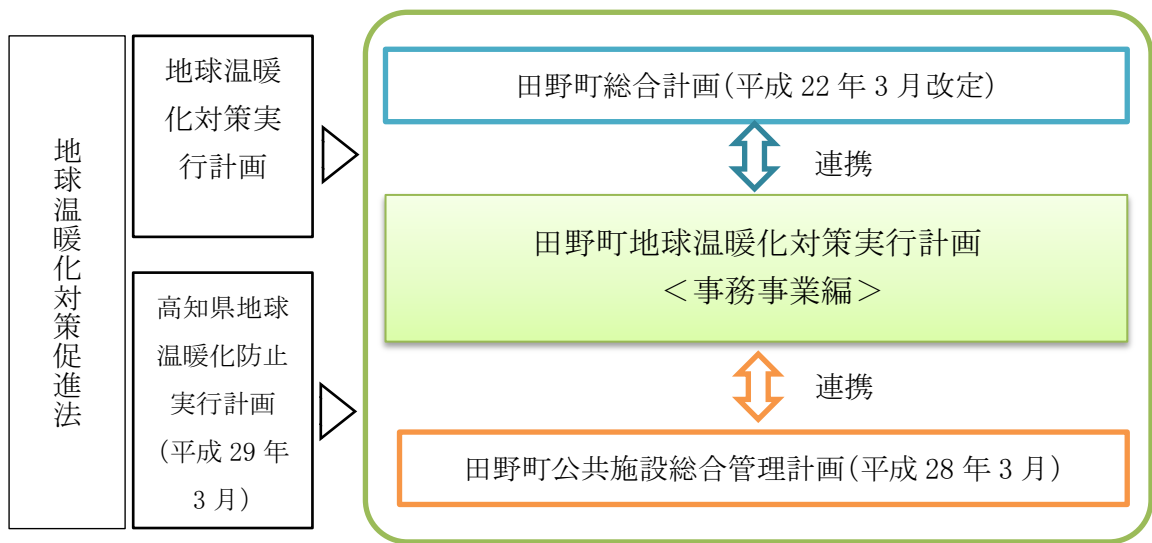 地球温暖化対策促進法
地球温暖
化対策実
行計画
高知県地球
温暖化防止
実行計画
(平成 29 年
3 月)
田野町総合計画(平成 22 年 3 月改定)
連携
田野町地球温暖化対策実行計画
＜事務事業編＞
連携
田野町公共施設総合管理計画(平成 28 年 3 月)